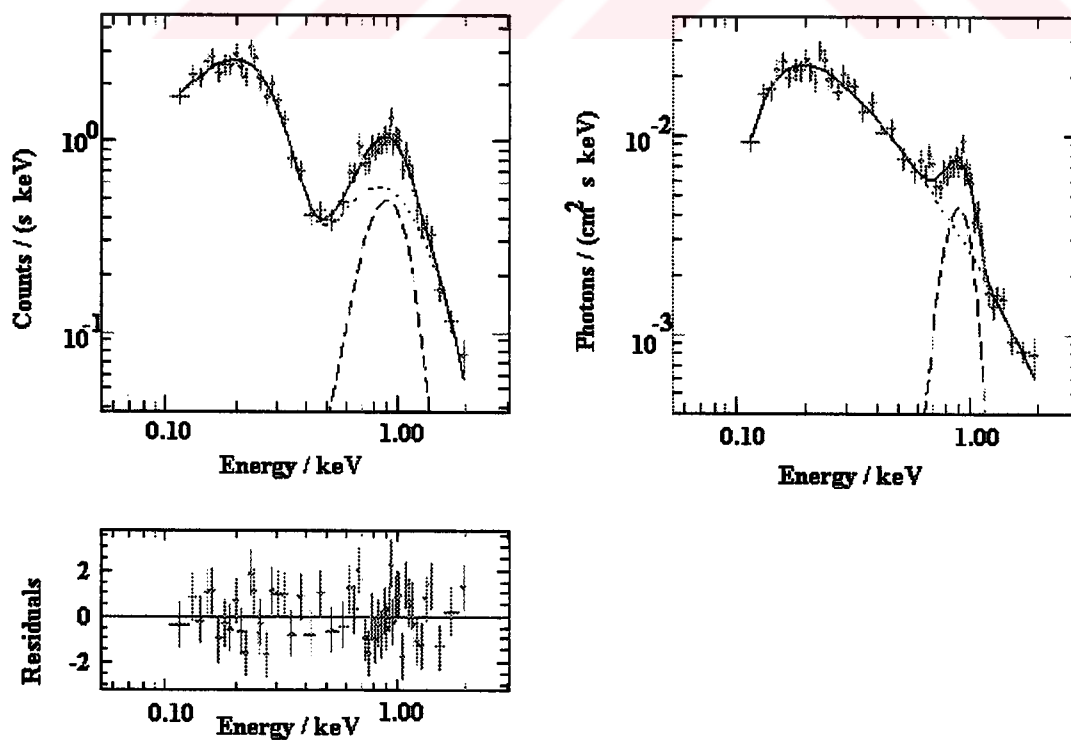 Counts / (s keV)
10^0
10^-1
0.10 1.00
Energy / keV
Photons / (cm^2 s keV)
10^-2
10^-3
0.10 1.00
Energy / keV
Residuals
2
0
-2
0.10 1.00
Energy / keV